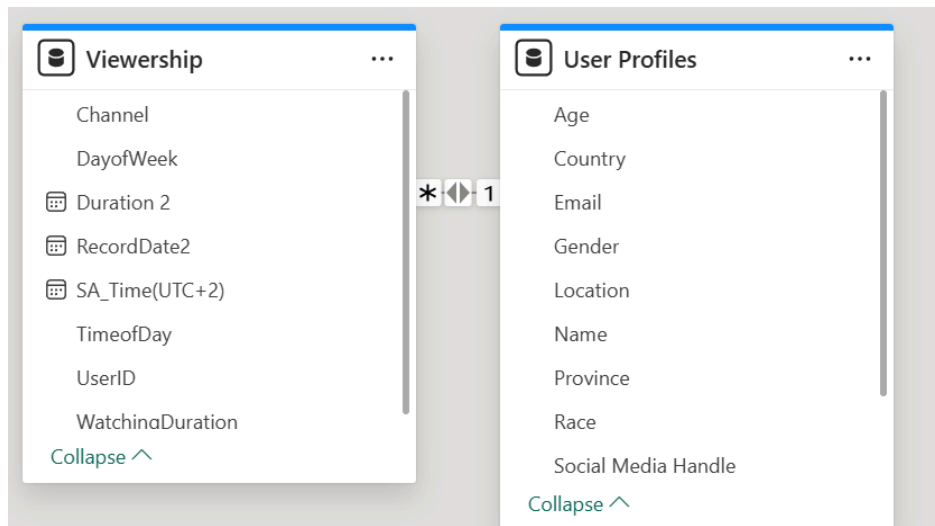 Viewership
Channel
DayofWeek
Duration 2
RecordDate2
SA_Time(UTC+2)
TimeofDay
UserID
WatchingDuration
Collapse
* 1
User Profiles
Age
Country
Email
Gender
Location
Name
Province
Race
Social Media Handle
Collapse